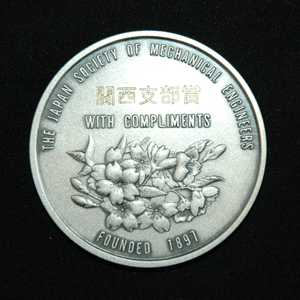 THE JAPAN SOCIETY OF MECHANICAL ENGINEERS
関西支部賞
WITH COMPLIMENTS
FOUNDED 1897